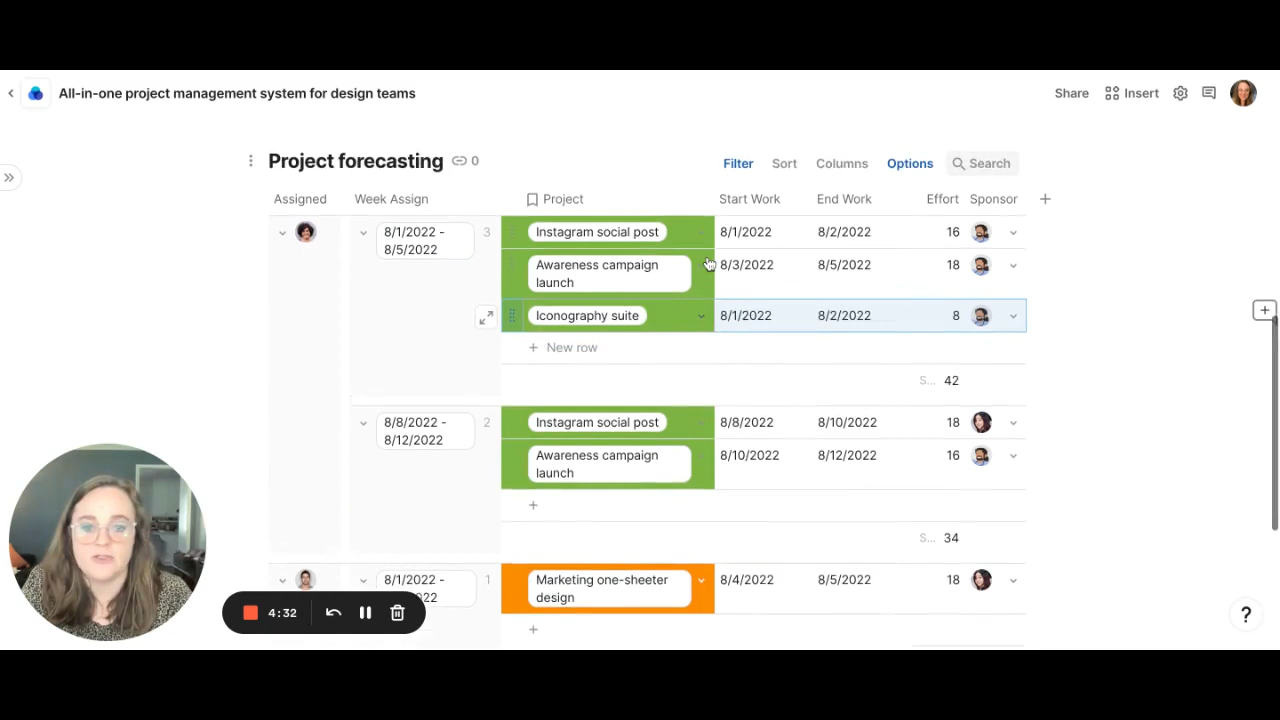 All-in-one project management system for design teams
Share
Insert
Project forecasting
0
Filter
Sort
Columns
Options
Search
Assigned
Week Assign
Project
Start Work
End Work
Effort
Sponsor
8/1/2022 -
8/5/2022
3
Instagram social post
8/1/2022
8/2/2022
16
Awareness campaign
launch
8/3/2022
8/5/2022
18
Iconography suite
8/1/2022
8/2/2022
8
New row
S... 42
8/8/2022 -
8/12/2022
2
Instagram social post
8/8/2022
8/10/2022
18
Awareness campaign
launch
8/10/2022
8/12/2022
16
S... 34
8/1/2022 -
022
1
Marketing one-sheeter
design
8/4/2022
8/5/2022
18
4:32
?